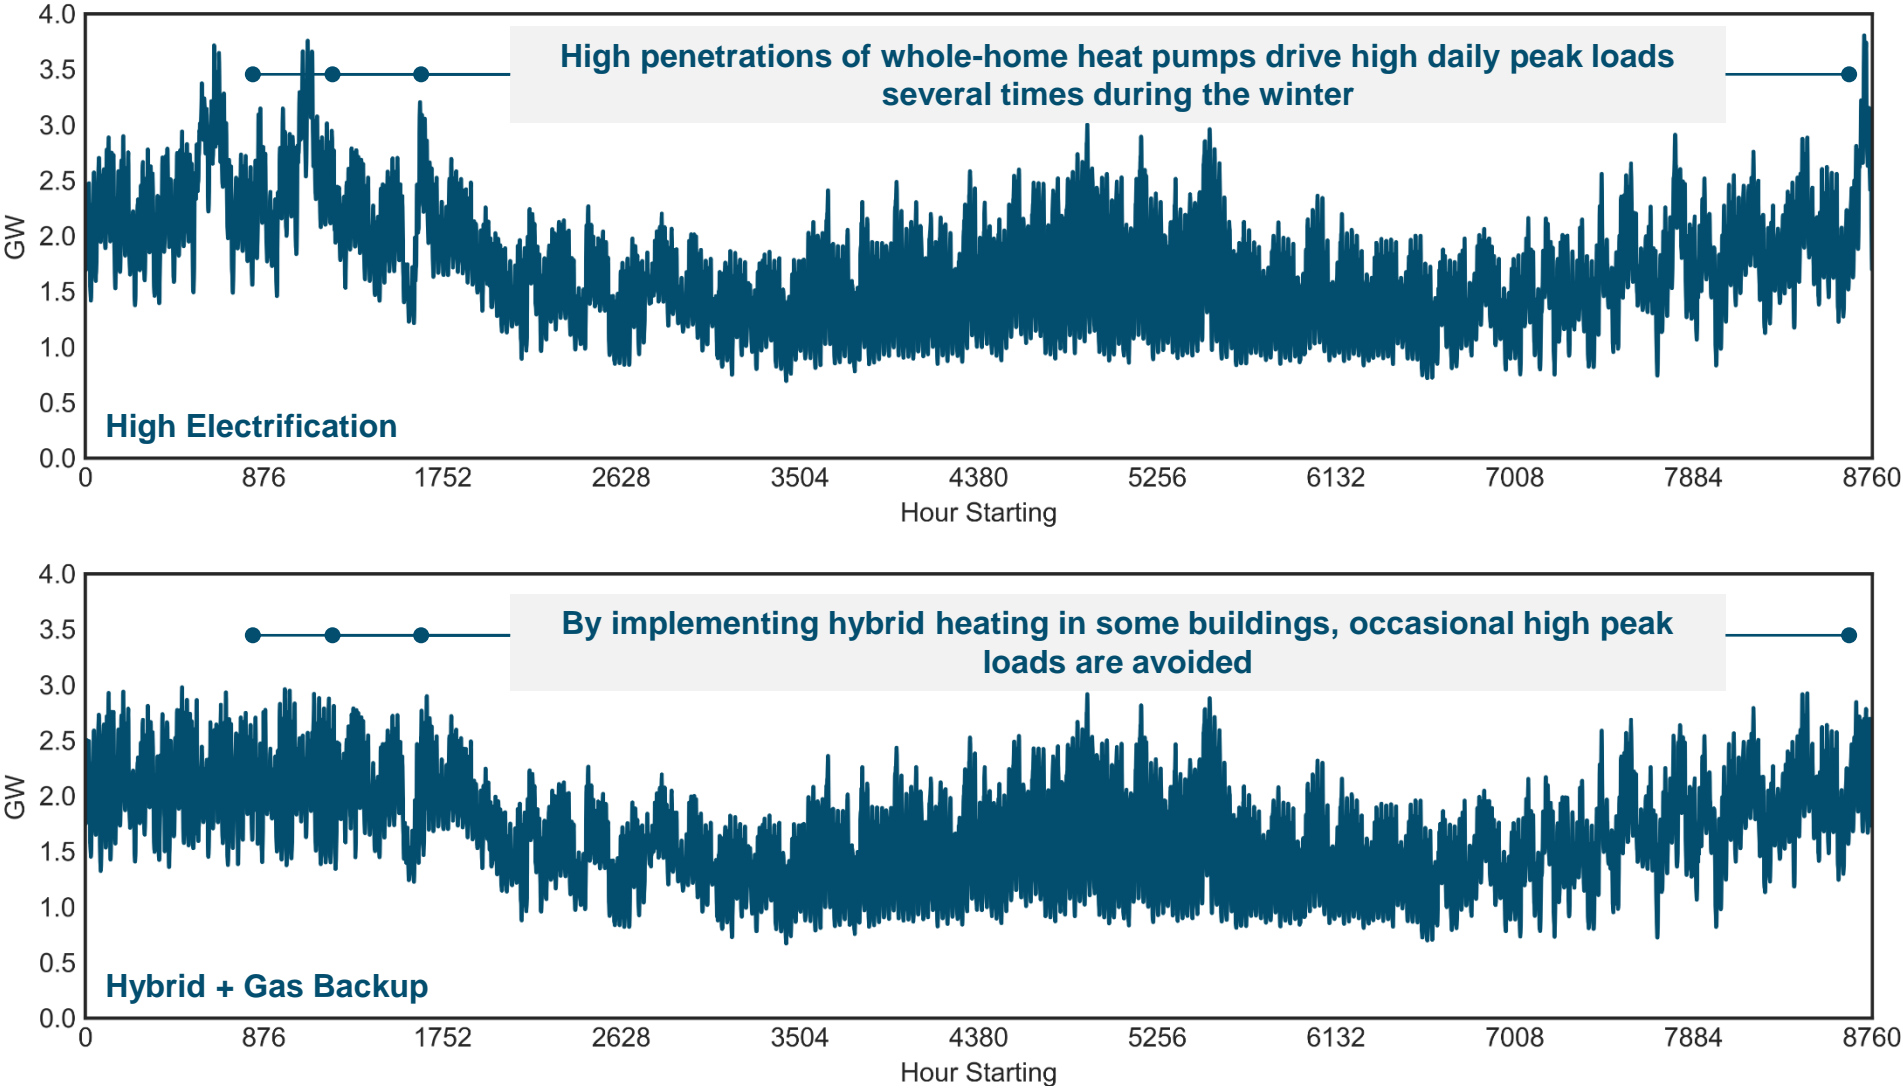 4.0
3.5
3.0
2.5
2.0
1.5
1.0
0.5
0.0
GW
High penetrations of whole-home heat pumps drive high daily peak loads
several times during the winter
High Electrification
0 876 1752 2628 3504 4380 5256 6132 7008 7884 8760
Hour Starting
4.0
3.5
3.0
2.5
2.0
1.5
1.0
0.5
0.0
GW
By implementing hybrid heating in some buildings, occasional high peak
loads are avoided
Hybrid + Gas Backup
0 876 1752 2628 3504 4380 5256 6132 7008 7884 8760
Hour Starting